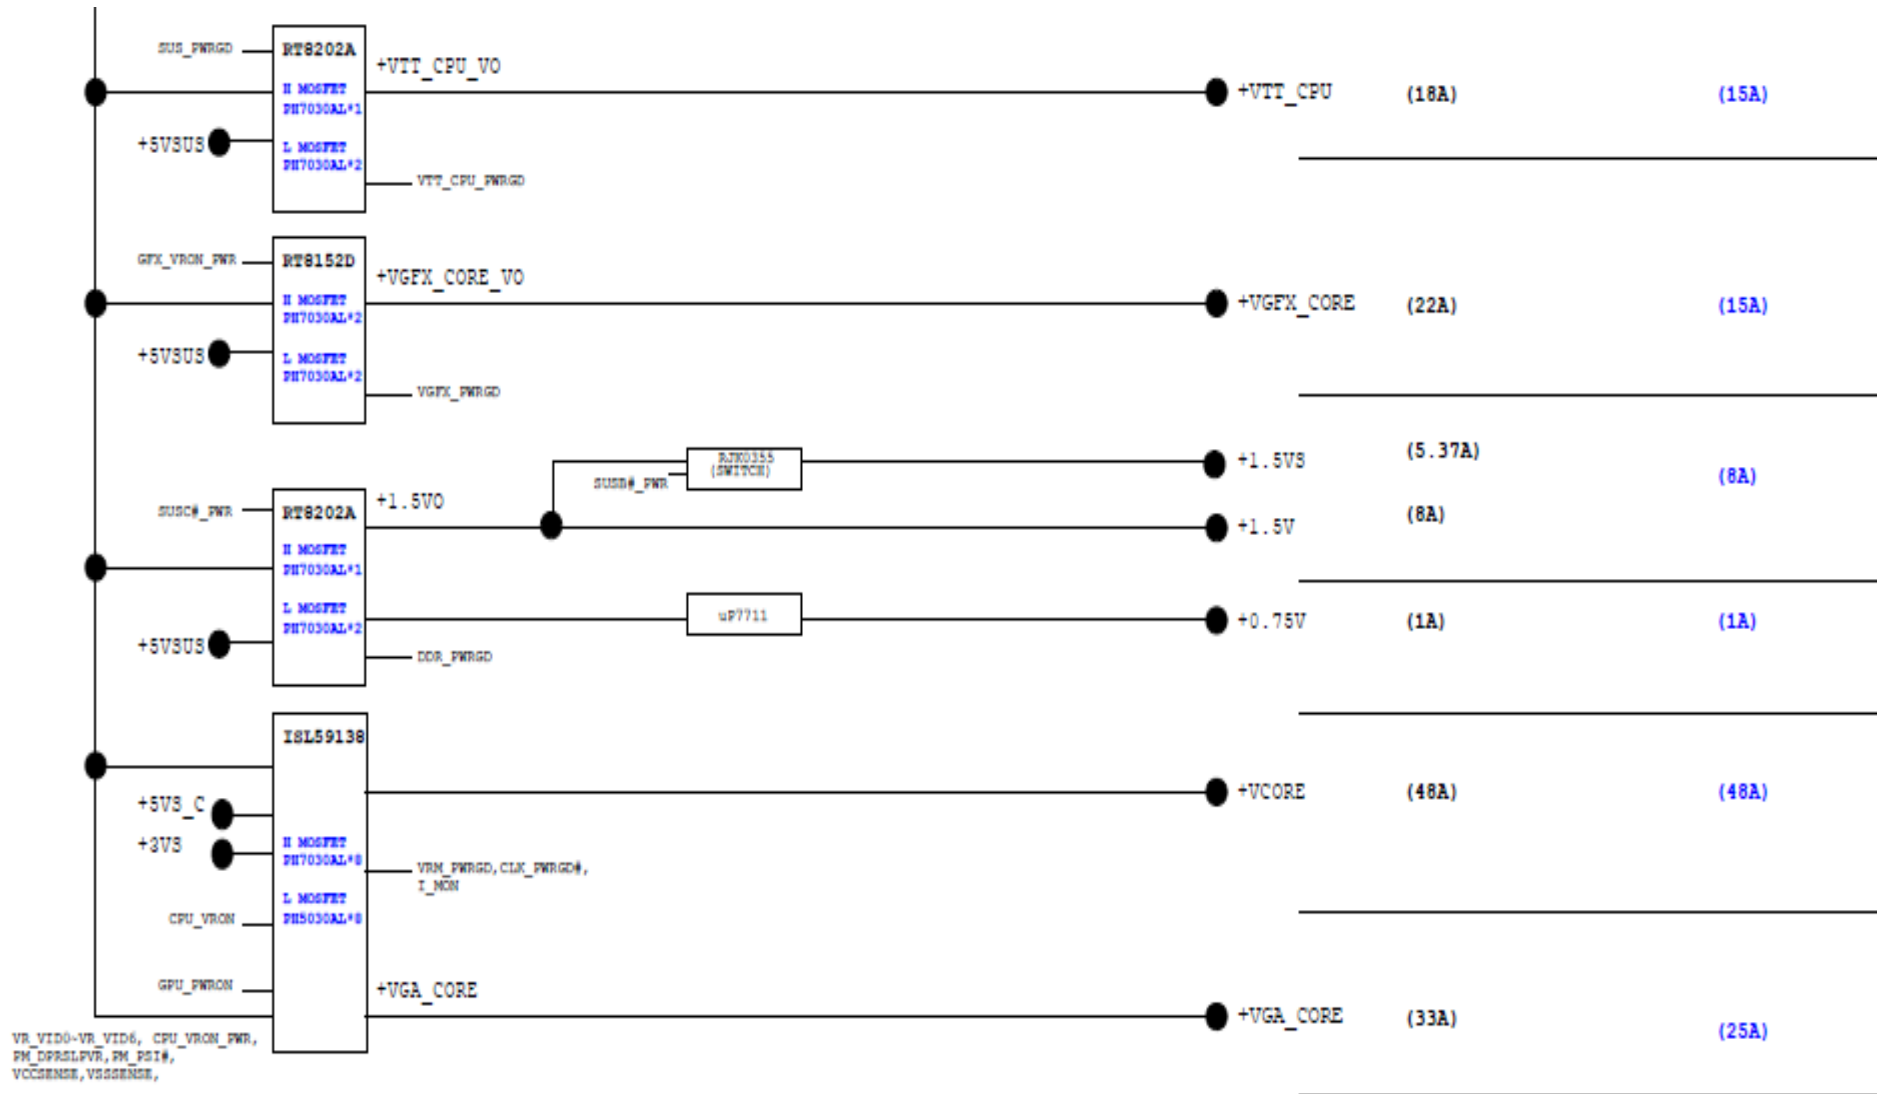 SUS_PWRGD
RT8202A
+VTT_CPU_VO
H MOSFET
PH7030AL*1
+VTT_CPU
(18A)
(15A)
+5VSUS
L MOSFET
PH7030AL*2
VTT_CPU_PWRGD
GFX_VRON_PWR
RT8152D
+VGFX_CORE_VO
H MOSFET
PH7030AL*2
+VGFX_CORE
(22A)
(15A)
+5VSUS
L MOSFET
PH7030AL*2
VGFX_PWRGD
RJK0355
(SWITCH)
SUSB#_PWR
+1.5VS
(5.37A)
(8A)
SUSC#_PWR
RT8202A
+1.5VO
+1.5V
(8A)
H MOSFET
PH7030AL*1
L MOSFET
PH7030AL*2
uP7711
+0.75V
(1A)
(1A)
+5VSUS
DDR_PWRGD
ISL59138
+VCORE
(48A)
(48A)
+5VS_C
+3VS
H MOSFET
PH7030AL*8
L MOSFET
PH5030AL*8
VRM_PWRGD,CLK_PWRGD#,
I_MON
CPU_VRON
GPU_PWRON
+VGA_CORE
+VGA_CORE
(33A)
(25A)
VR_VID0~VR_VID6, CPU_VRON_PWR,
PM_DPRSLPVR,PM_PSI#,
VCCSENSE,VSSSENSE,